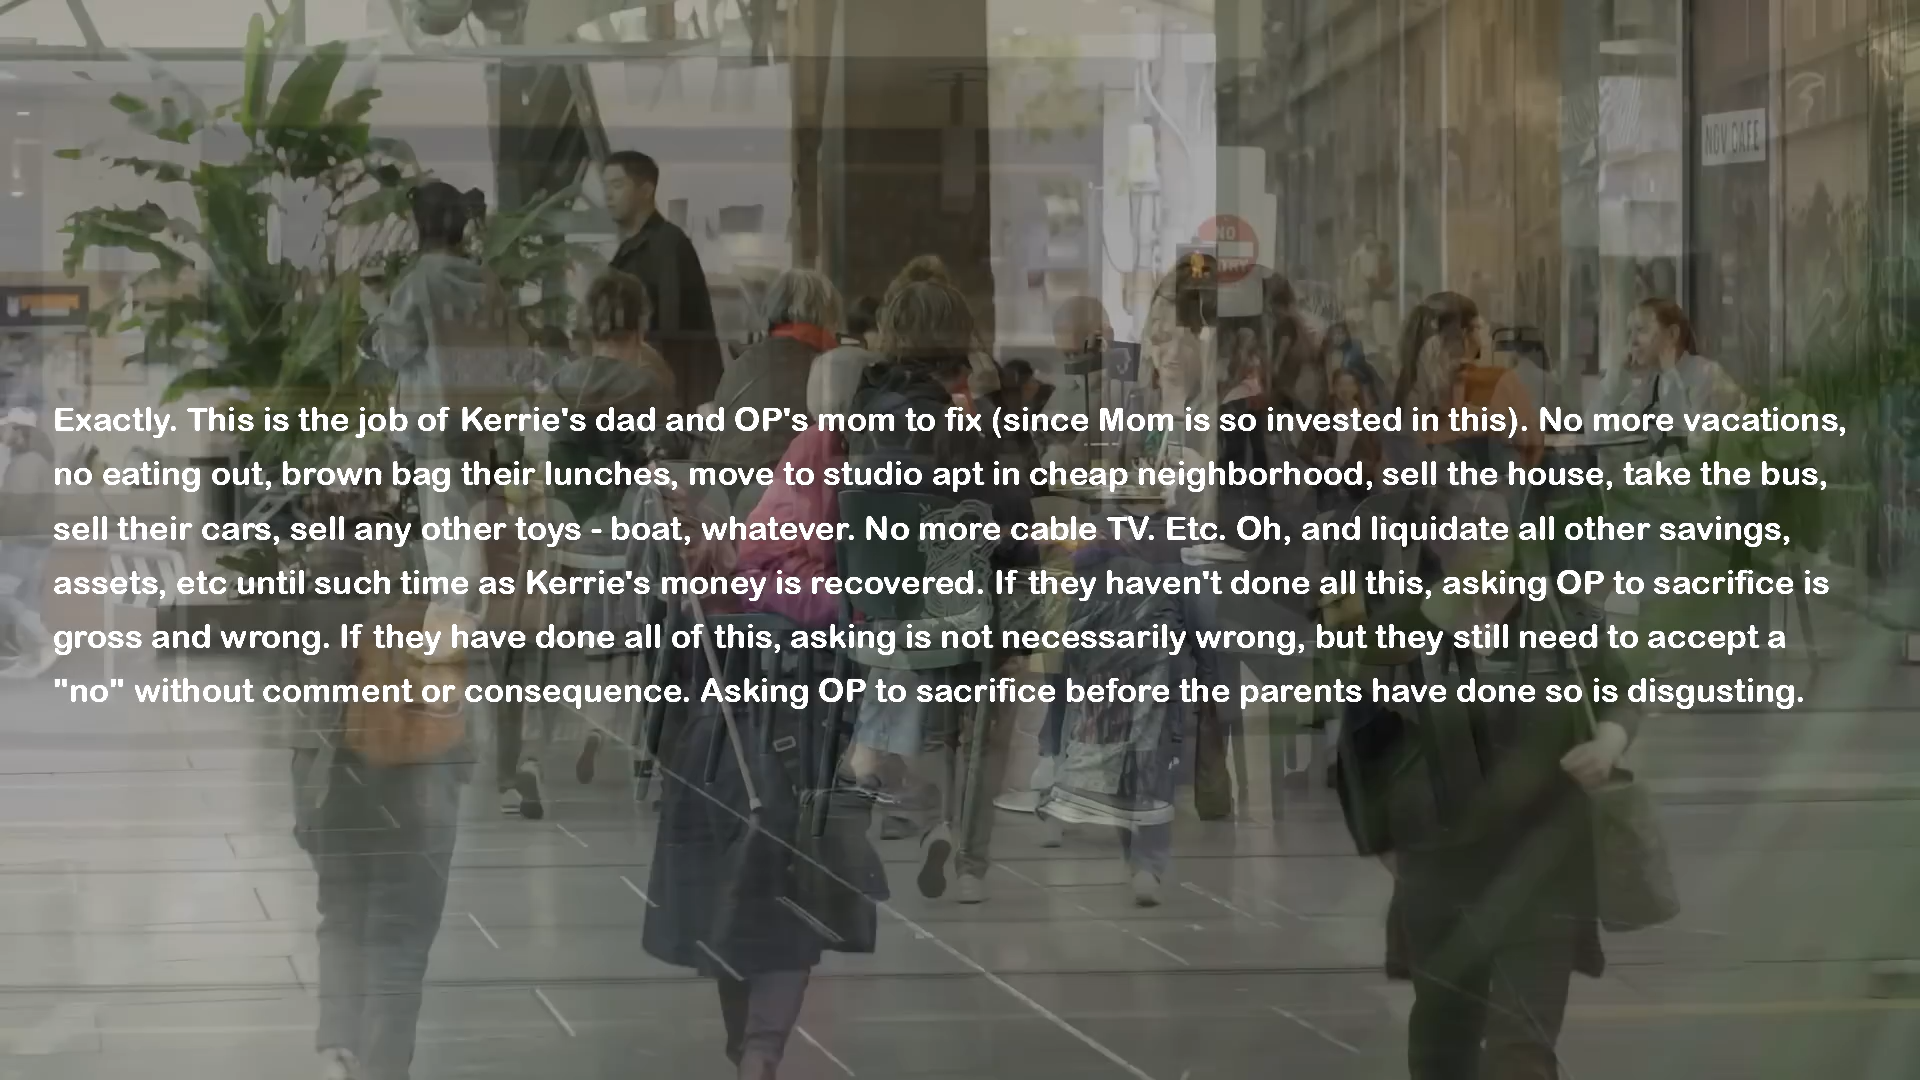 NOV CAFE
NO
Exactly. This is the job of Kerrie's dad and OP's mom to fix (since Mom is so invested in this). No more vacations,
no eating out, brown bag their lunches, move to studio apt in cheap neighborhood, sell the house, take the bus,
sell their cars, sell any other toys - boat, whatever. No more cable TV. Etc. Oh, and liquidate all other savings,
assets, etc until such time as Kerrie's money is recovered. If they haven't done all this, asking OP to sacrifice is
gross and wrong. If they have done all of this, asking is not necessarily wrong, but they still need to accept a
"no" without comment or consequence. Asking OP to sacrifice before the parents have done so is disgusting.